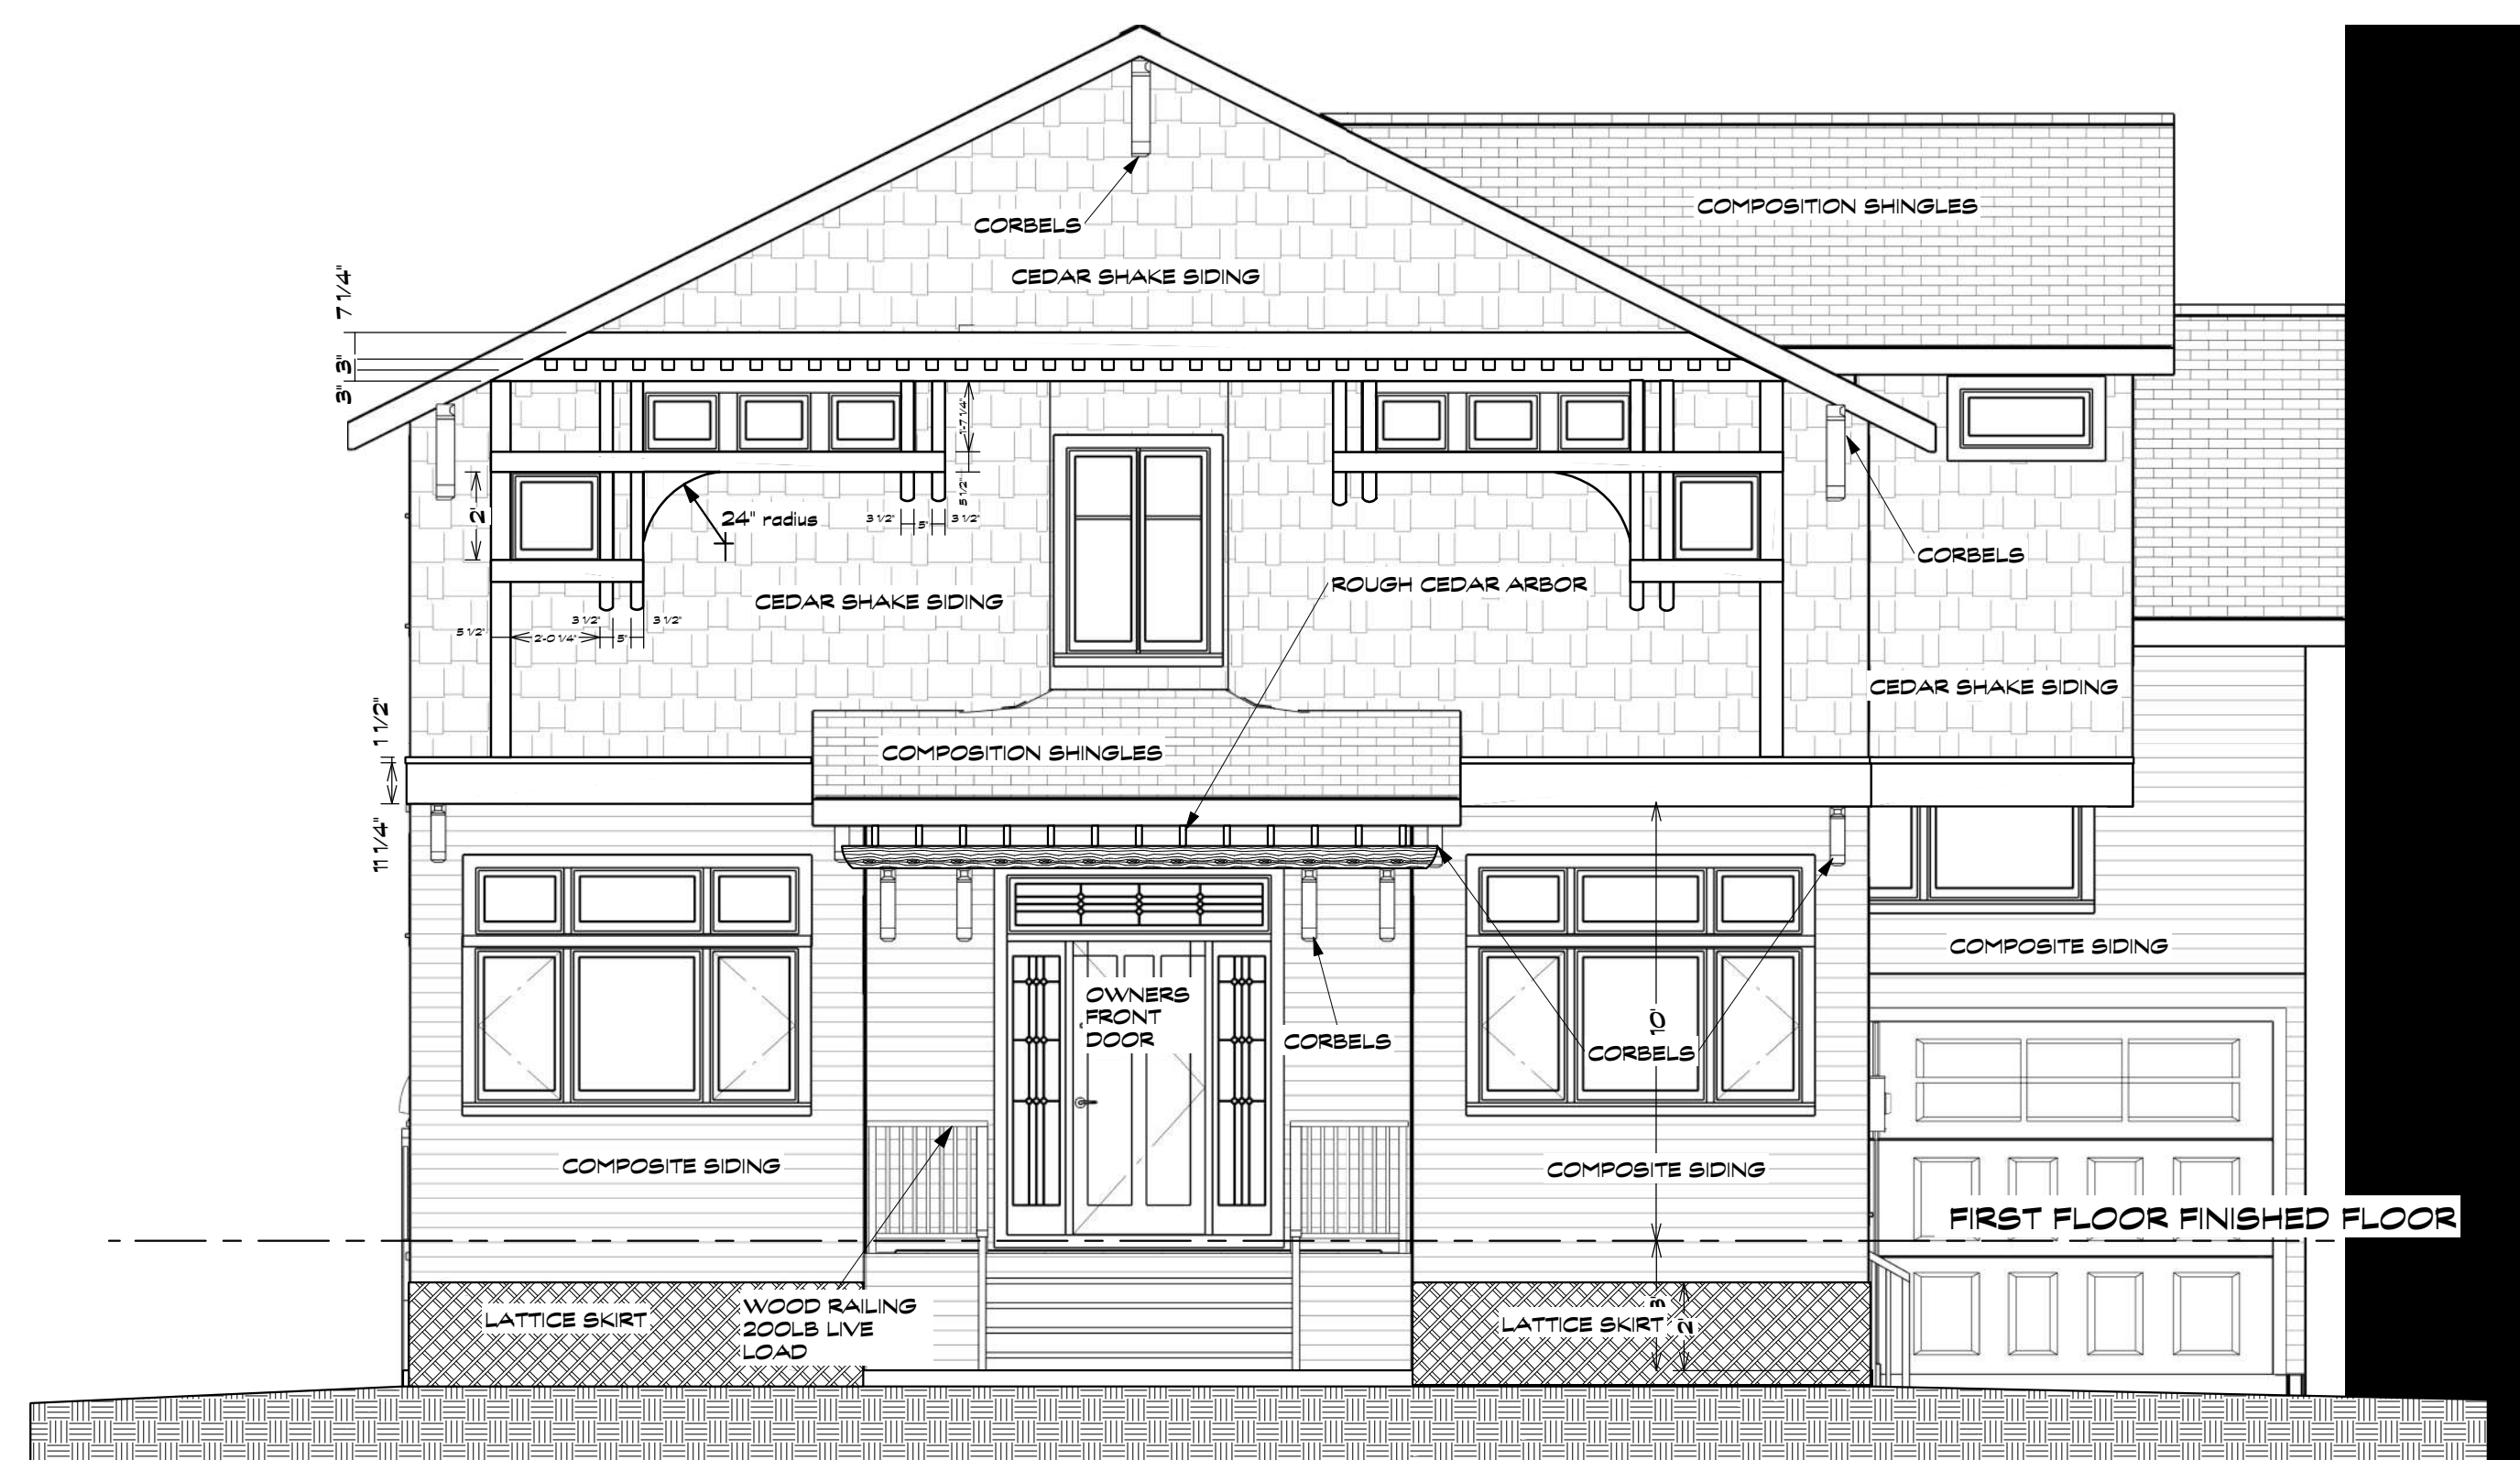 COMPOSITION SHINGLES
CORBELS
CEDAR SHAKE SIDING
7 1/4"
3"
3"
1'-7 1/4"
5 1/2"
2'
24" radius
3 1/2"
5"
3 1/2"
CORBELS
ROUGH CEDAR ARBOR
CEDAR SHAKE SIDING
3 1/2"
3 1/2"
5 1/2"
2'-0 1/4"
5"
CEDAR SHAKE SIDING
1 1/2"
COMPOSITION SHINGLES
11 1/4"
COMPOSITE SIDING
OWNERS
FRONT
DOOR
10'
CORBELS
CORBELS
COMPOSITE SIDING
COMPOSITE SIDING
FIRST FLOOR FINISHED FLOOR
WOOD RAILING
200LB LIVE
LOAD
LATTICE SKIRT
LATTICE SKIRT
2'